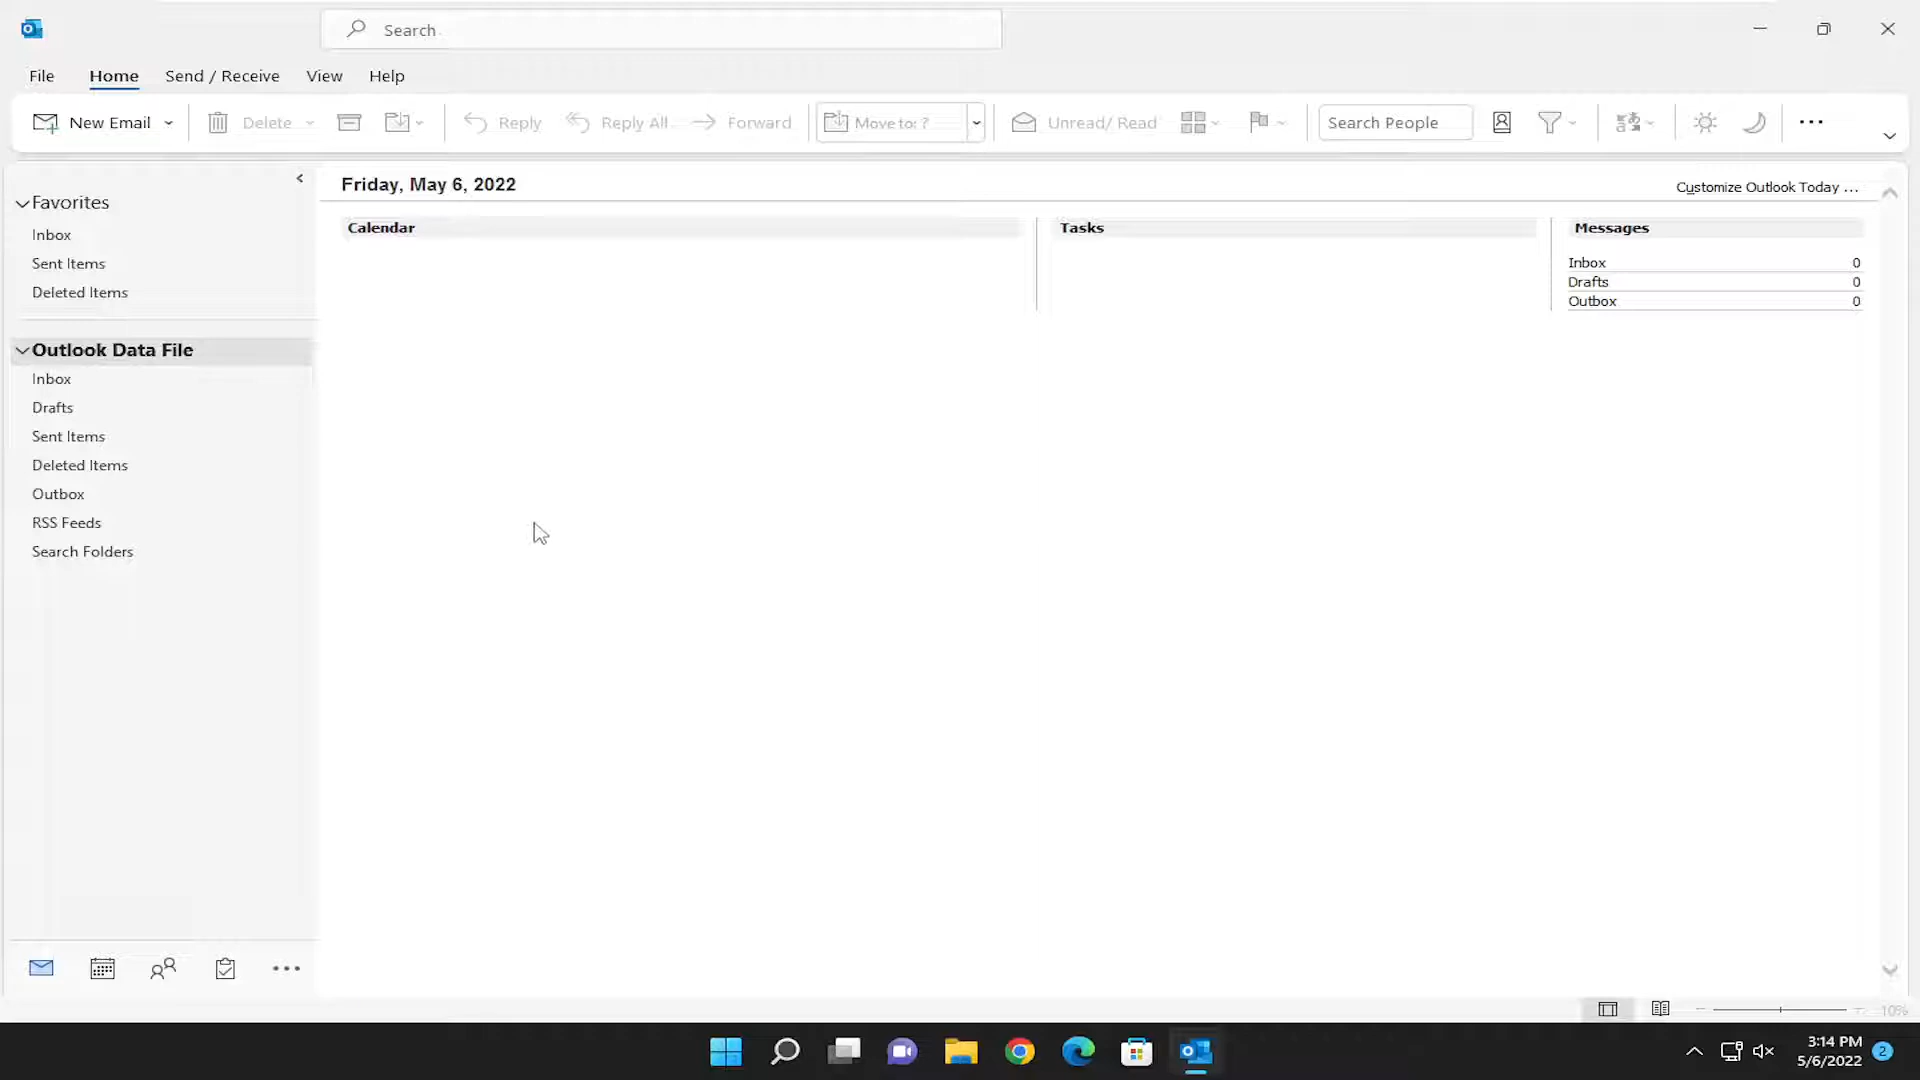 Search
File Home Send / Receive View Help
New Email Delete Reply Reply All Forward Move to: ? Unread/ Read Search People
Friday, May 6, 2022
Customize Outlook Today ...
Favorites
Inbox
Sent Items
Deleted Items
Outlook Data File
Inbox
Drafts
Sent Items
Deleted Items
Outbox
RSS Feeds
Search Folders
Calendar
Tasks
Messages
Inbox 0
Drafts 0
Outbox 0
10%
3:14 PM
5/6/2022
2